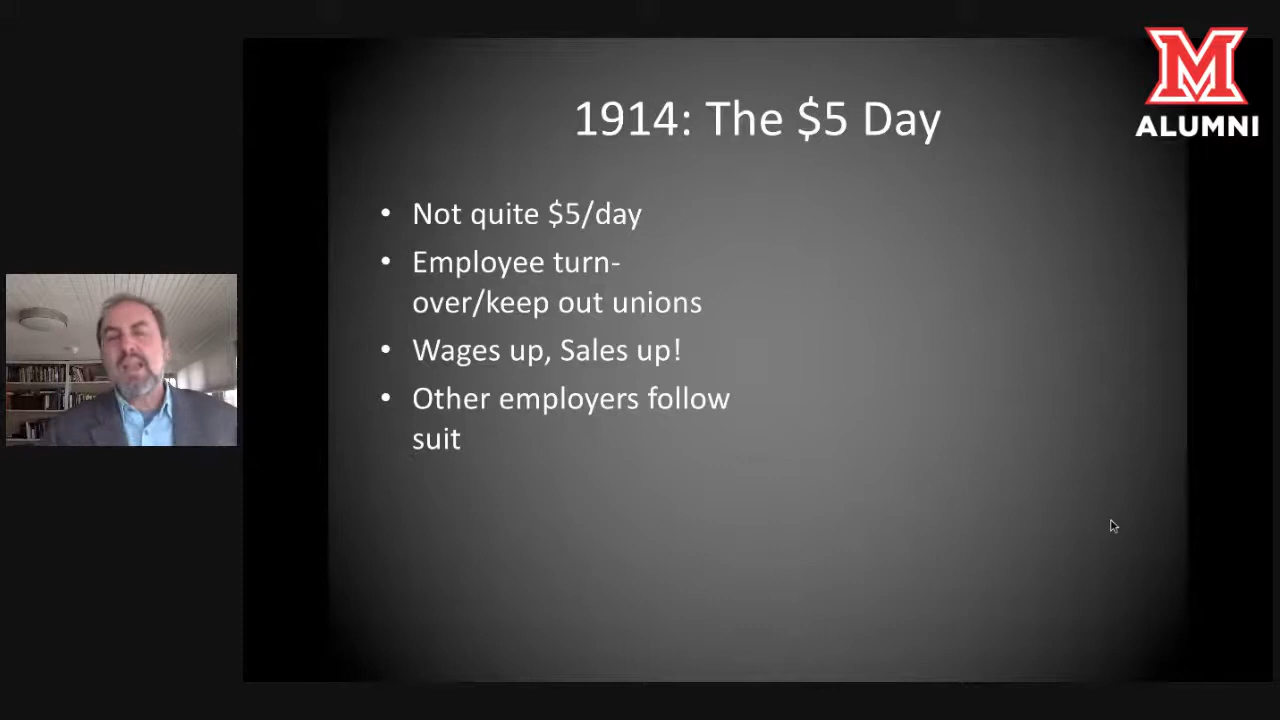 M
ALUMNI
1914: The $5 Day
• Not quite $5/day
• Employee turn-
over/keep out unions
• Wages up, Sales up!
• Other employers follow
suit